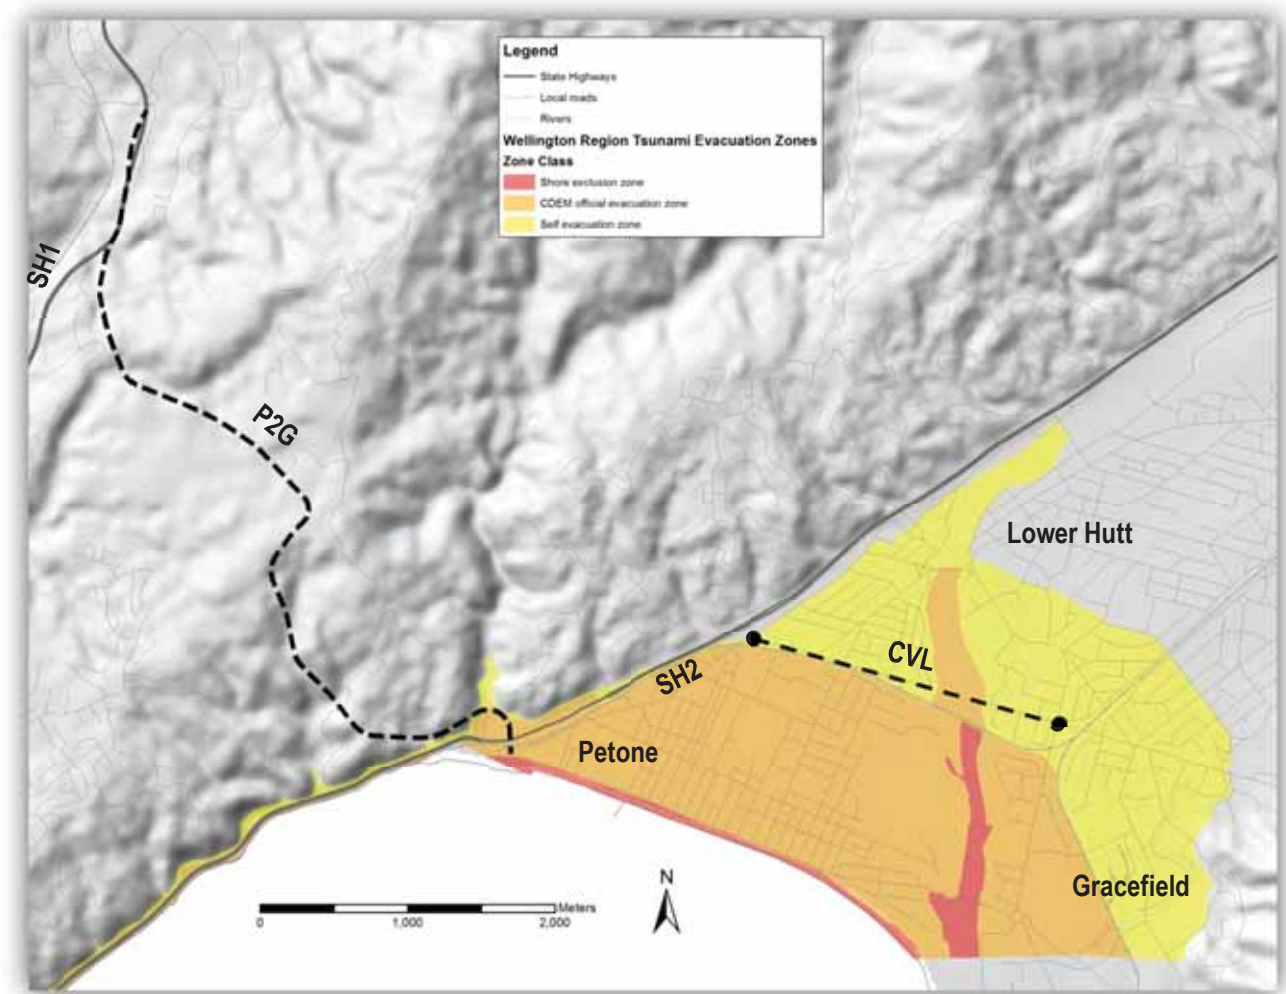 Legend
State Highways
Local roads
Rivers
Wellington Region Tsunami Evacuation Zones
Zone Class
Shore exclusion zone
CDEM official evacuation zone
Self evacuation zone
SH1
P2G
Lower Hutt
CVL
SH2
Petone
Gracefield
N
Meters
0 1,000 2,000